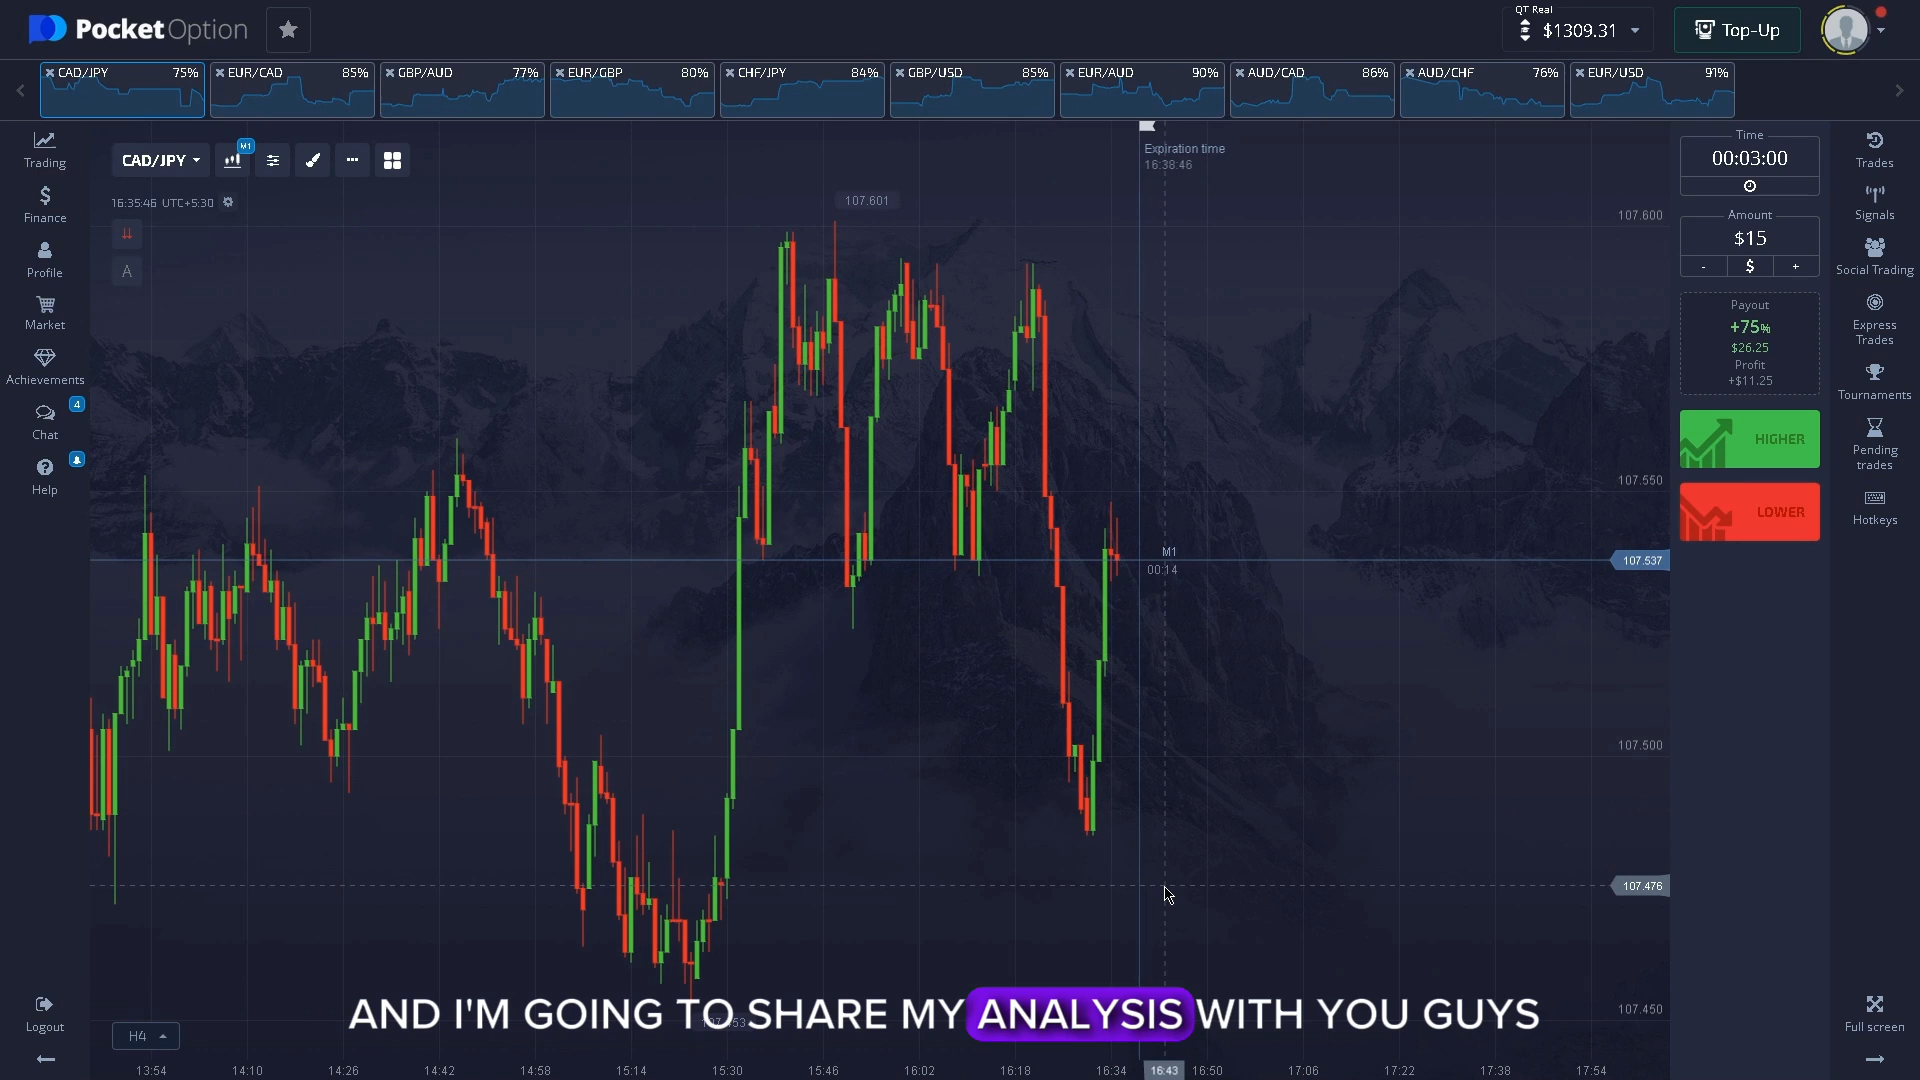 PocketOption
QT Real
$1309.31
Top-Up
CAD/JPY 75%
EUR/CAD 85%
GBP/AUD 77%
EUR/GBP 80%
CHF/JPY 84%
GBP/USD 85%
EUR/AUD 90%
AUD/CAD 86%
AUD/CHF 76%
EUR/USD 91%
Trading
Finance
Profile
Market
Achievements
4
Chat
Help
Logout
CAD/JPY
M1
16:35:46 UTC+5:30
A
Expiration time
16:38:46
107.601
107.600
107.550
M1
00:14
107.537
107.500
107.476
107.450
AND I'M GOING TO SHARE MY ANALYSIS WITH YOU GUYS
H4
13:54 14:10 14:26 14:42 14:58 15:14 15:30 15:46 16:02 16:18 16:34 16:43 16:50 17:06 17:22 17:38 17:54
Time
00:03:00
Amount
$15
- $ +
Payout
+75%
$26.25
Profit
+$11.25
HIGHER
LOWER
Trades
Signals
Social Trading
Express
Trades
Tournaments
Pending
trades
Hotkeys
Full screen